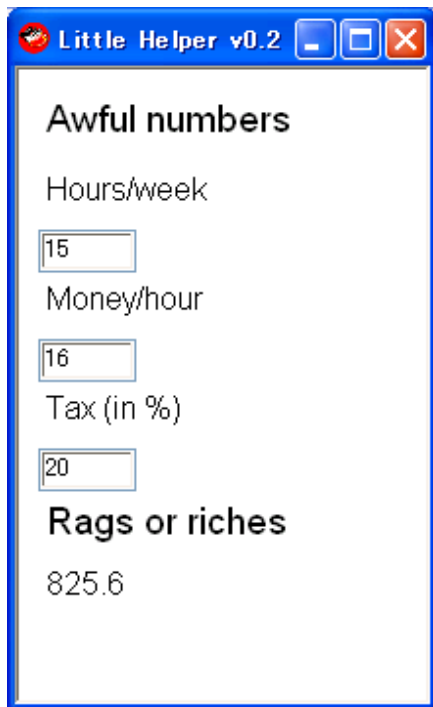 Little Helper v0.2
Awful numbers
Hours/week
15
Money/hour
16
Tax (in %)
20
Rags or riches
825.6